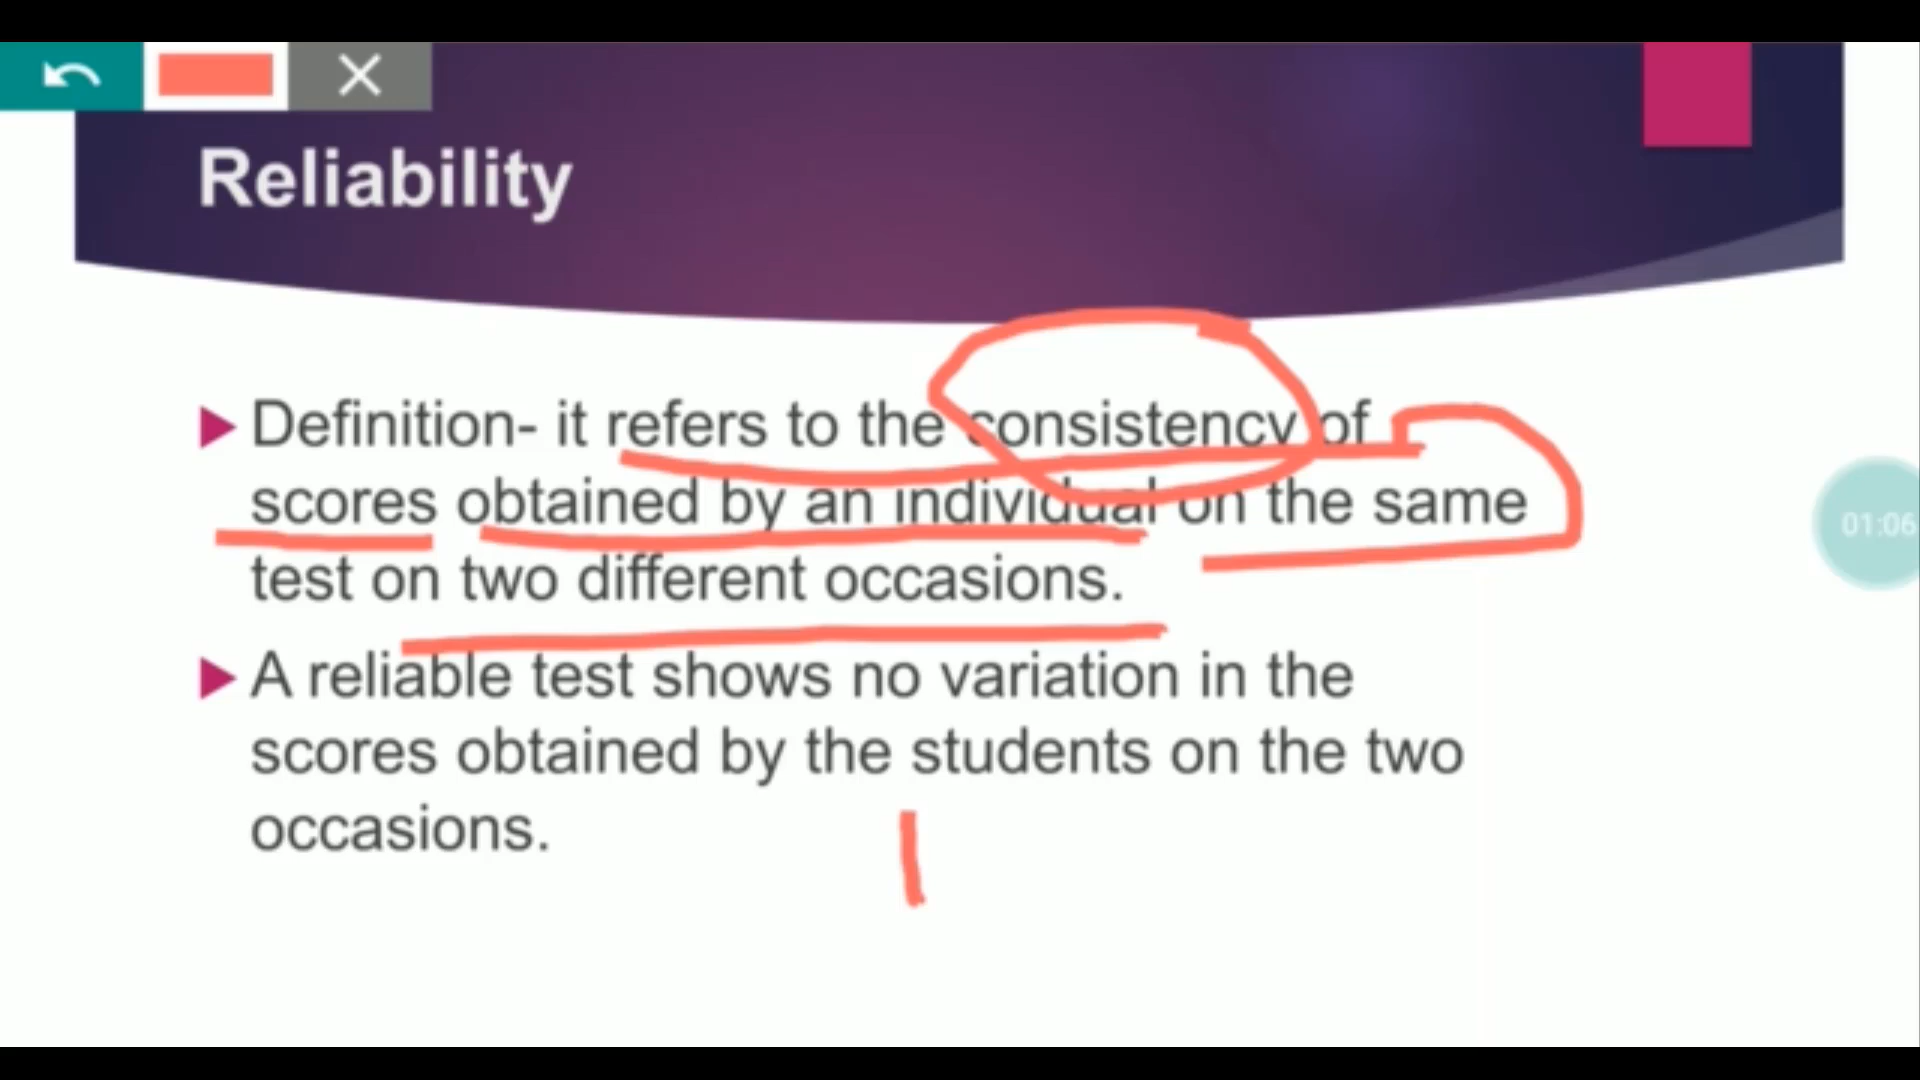 Reliability
Definition- it refers to the consistency of
scores obtained by an individual on the same
test on two different occasions.
A reliable test shows no variation in the
scores obtained by the students on the two
occasions.
01:06